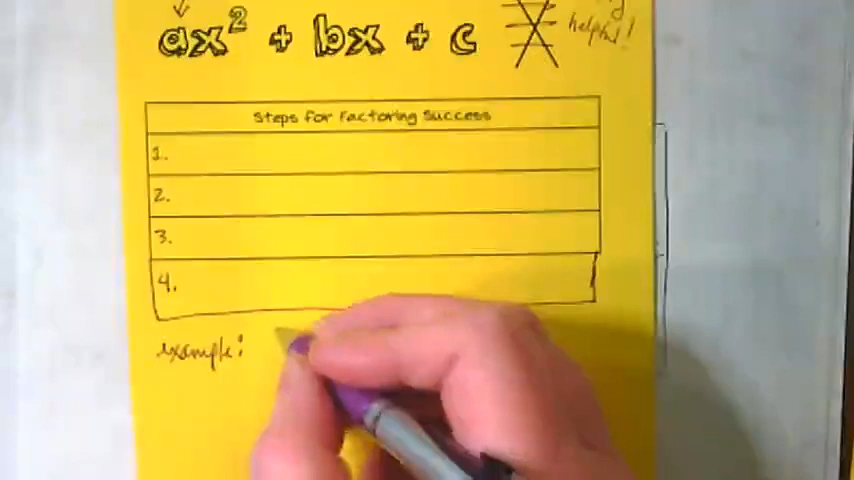 helpful!
ax² + bx + c
Steps for Factoring Success
1.
2.
3.
4.
example: